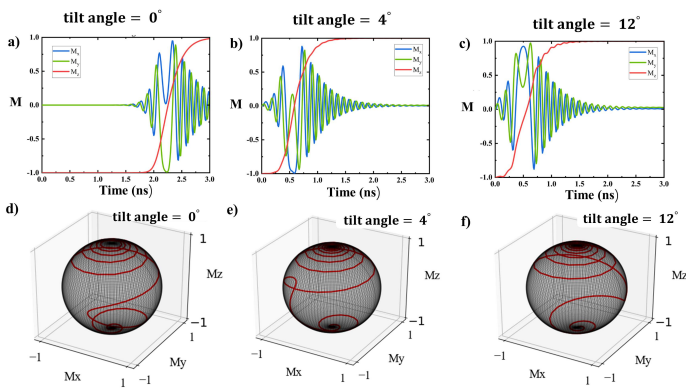 tilt angle = 0°
tilt angle = 4°
tilt angle = 12°
a)
b)
c)
Mx
My
Mz
Mx
My
Mz
Mx
My
Mz
1.0
0.5
0.0
-0.5
-1.0
M
0.0 0.5 1.0 1.5 2.0 2.5 3.0
Time (ns)
1.0
0.5
0.0
-0.5
-1.0
M
0.0 0.5 1.0 1.5 2.0 2.5 3.0
Time (ns)
1.0
0.5
0.0
-0.5
-1.0
M
0.0 0.5 1.0 1.5 2.0 2.5 3.0
Time (ns)
d)
tilt angle = 0°
1
Mz
−1
1
My
−1
−1
Mx
1
e)
tilt angle = 4°
1
Mz
−1
1
My
−1
−1
Mx
1
f)
tilt angle = 12°
1
Mz
−1
1
My
−1
−1
Mx
1